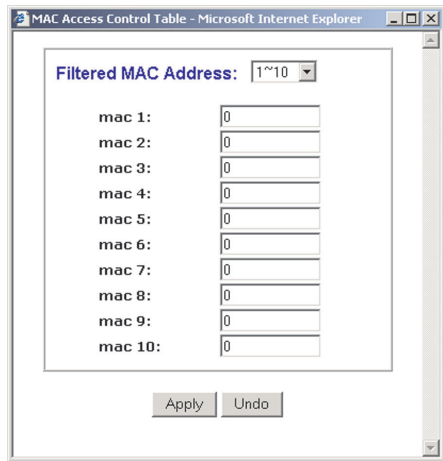 MAC Access Control Table - Microsoft Internet Explorer
Filtered MAC Address: 1~10
mac 1: 0
mac 2: 0
mac 3: 0
mac 4: 0
mac 5: 0
mac 6: 0
mac 7: 0
mac 8: 0
mac 9: 0
mac 10: 0
Apply Undo